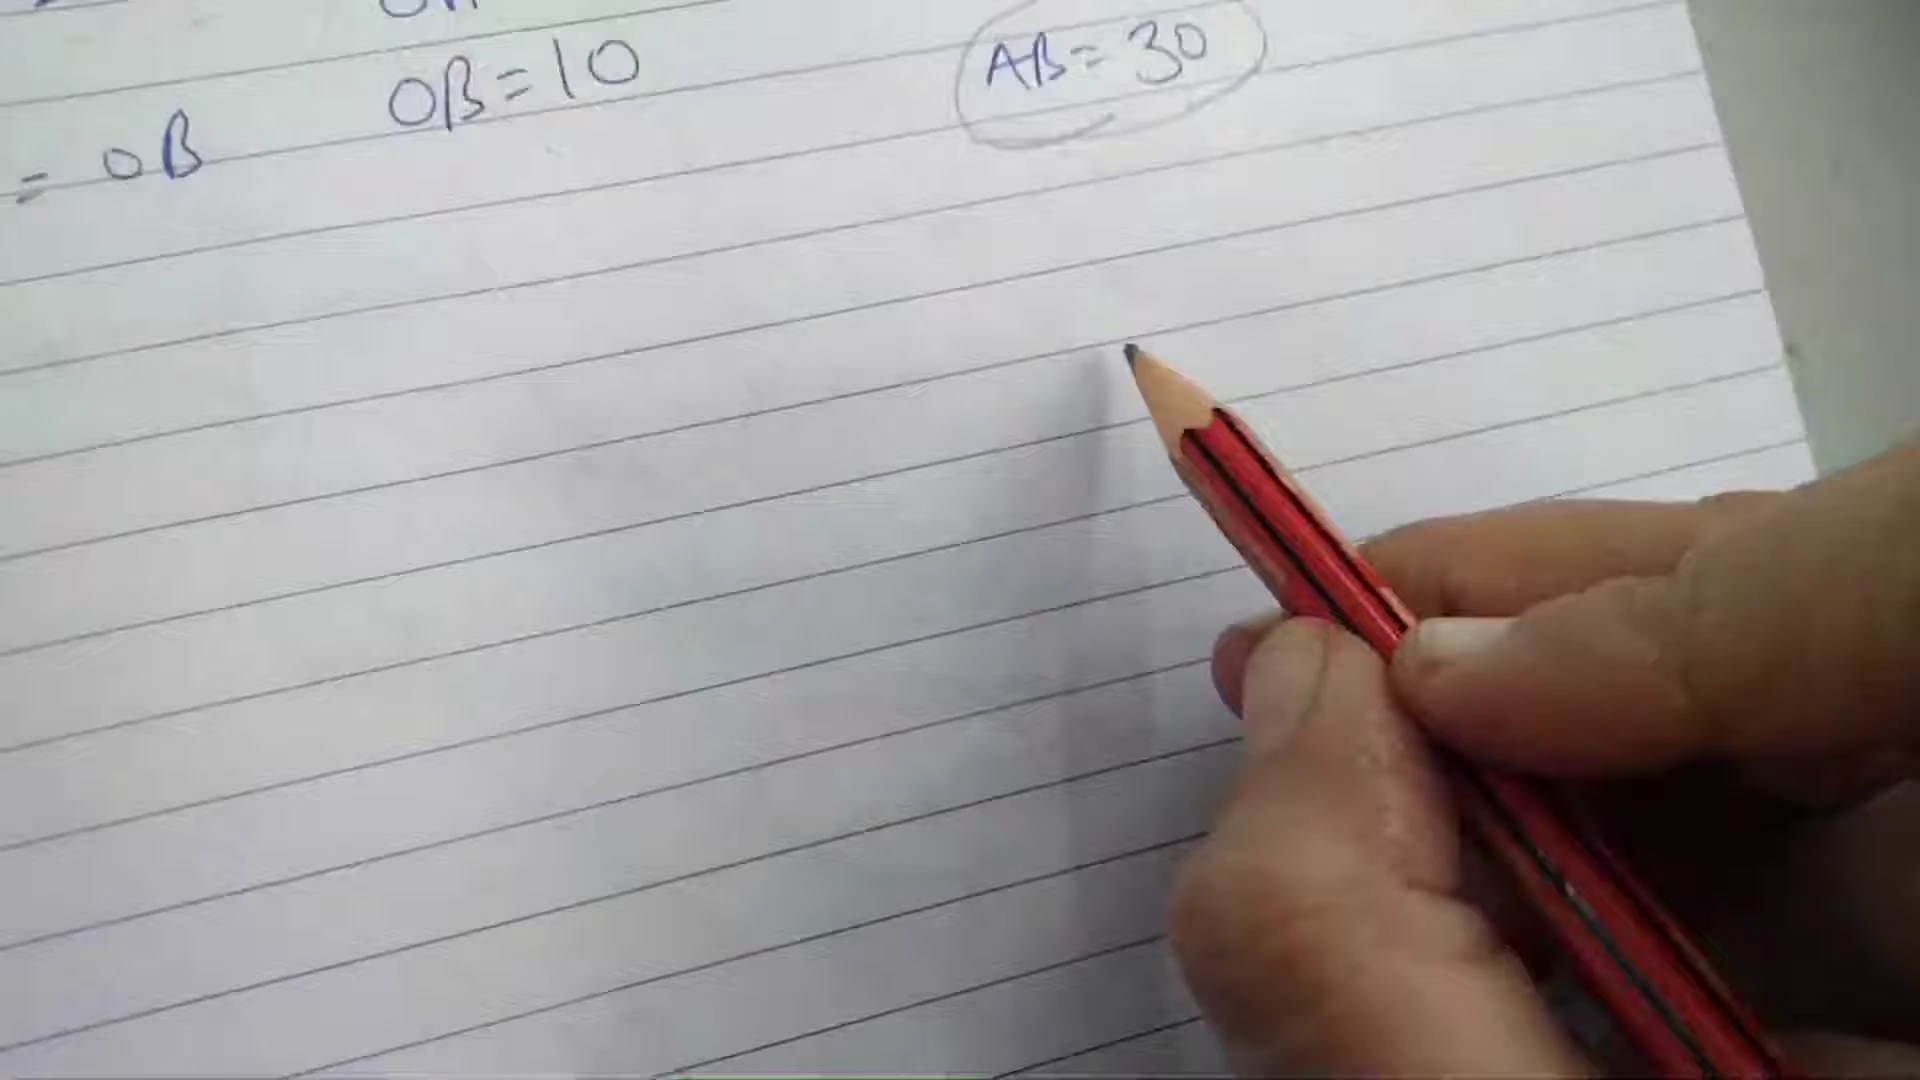 OB = 10 AB = 30
= OB